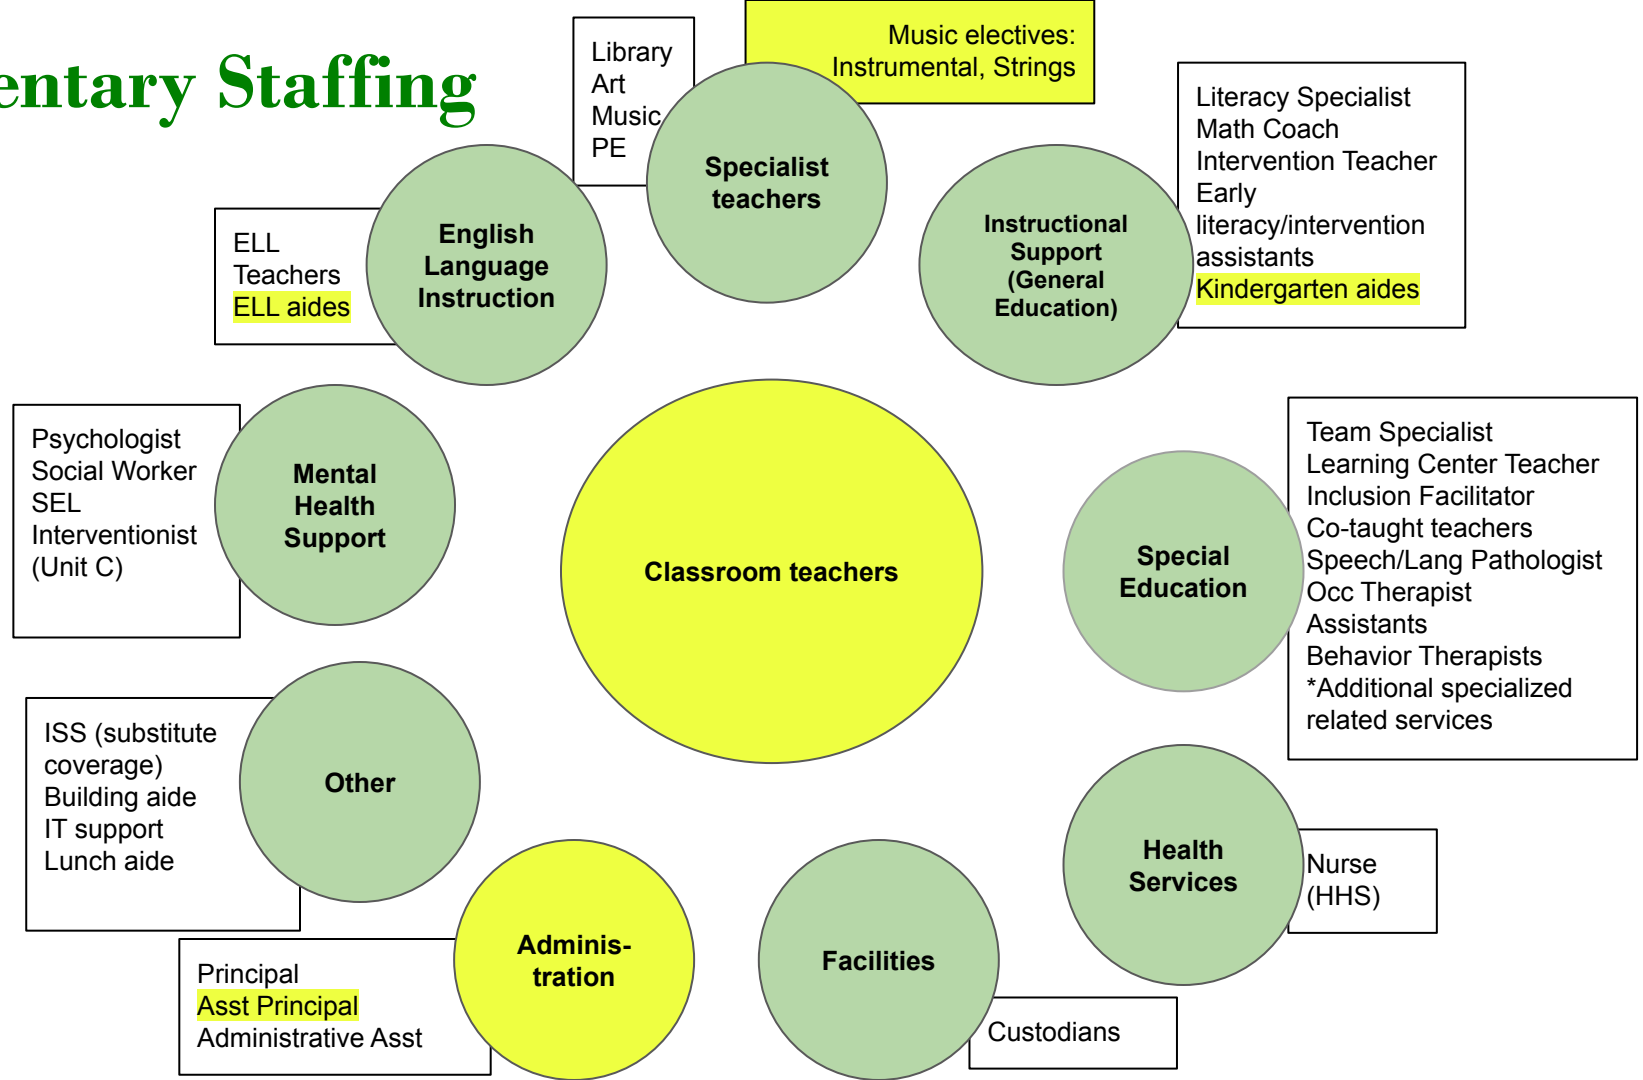 entary Staffing
Library
Art
Music
PE
Music electives:
Instrumental, Strings
Specialist
teachers
Literacy Specialist
Math Coach
Intervention Teacher
Early
literacy/intervention
assistants
Kindergarten aides
Instructional
Support
(General
Education)
ELL
Teachers
ELL aides
English
Language
Instruction
Psychologist
Social Worker
SEL
Interventionist
(Unit C)
Mental
Health
Support
Classroom teachers
Special
Education
Team Specialist
Learning Center Teacher
Inclusion Facilitator
Co-taught teachers
Speech/Lang Pathologist
Occ Therapist
Assistants
Behavior Therapists
*Additional specialized
related services
ISS (substitute
coverage)
Building aide
IT support
Lunch aide
Other
Health
Services
Nurse
(HHS)
Principal
Asst Principal
Administrative Asst
Adminis-
tration
Facilities
Custodians